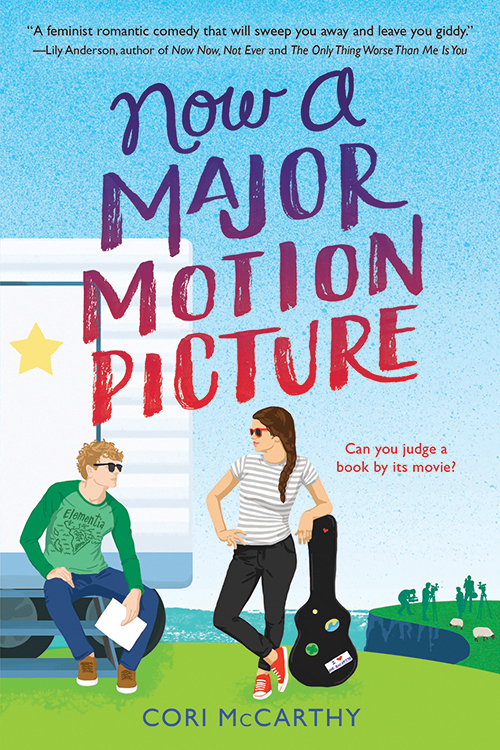 “A feminist romantic comedy that will sweep you away and leave you giddy.”
—Lily Anderson, author of Now Now, Not Ever and The Only Thing Worse Than Me Is You
Now A
MAJOR
MOTION
PICTURE
Can you judge a
book by its movie?
Elementia
CORI McCARTHY